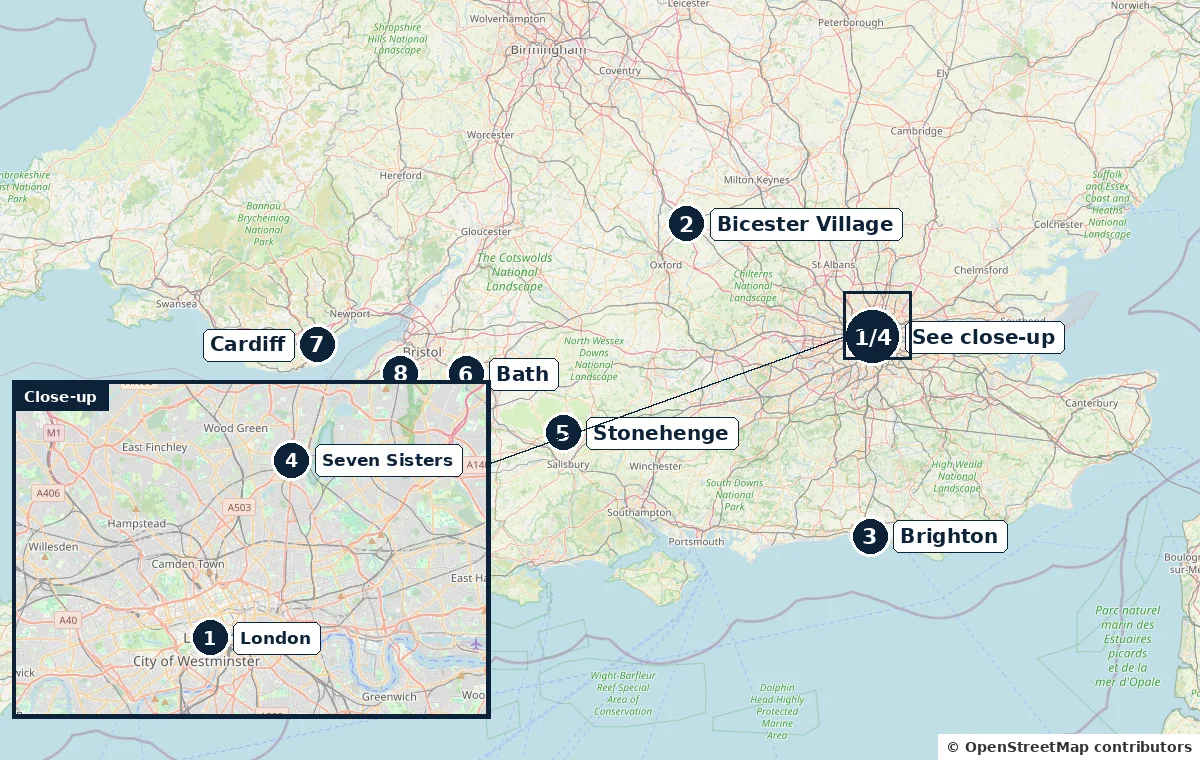 Leicester
Norwich
Wolverhampton
Peterborough
Shropshire
Hills National
Landscape
Birmingham
Coventry
Ely
Worcester
Cambridge
Hereford
Milton Keynes
Suffolk
and Essex
Coast and
Heaths
National
Landscape
Park
Bannau
Brycheiniog
National
Park
2
Bicester Village
Gloucester
Colchester
The Cotswolds
National
Landscape
Oxford
St Albans
Chilterns
National
Landscape
Chelmsford
Swansea
Newport
1/4
See close-up
Cardiff
7
Bristol
North Wessex
Downs
National
Landscape
8
6
Bath
Canterbury
5
Stonehenge
Salisbury
Winchester
High Weald
National
Landscape
South Downs
National
Park
Southampton
Portsmouth
3
Brighton
Parc naturel
marin des
Estuaires
picards
et de la
mer d'Opale
Wight-Barfleur
Reef Special
Area of
Conservation
Dolphin
Head-Highly
Protected
Marine
Area
Close-up
M1
Wood Green
East Finchley
4
Seven Sisters
A406
A503
Hampstead
Willesden
Camden Town
A40
1
London
City of Westminster
Greenwich
© OpenStreetMap contributors